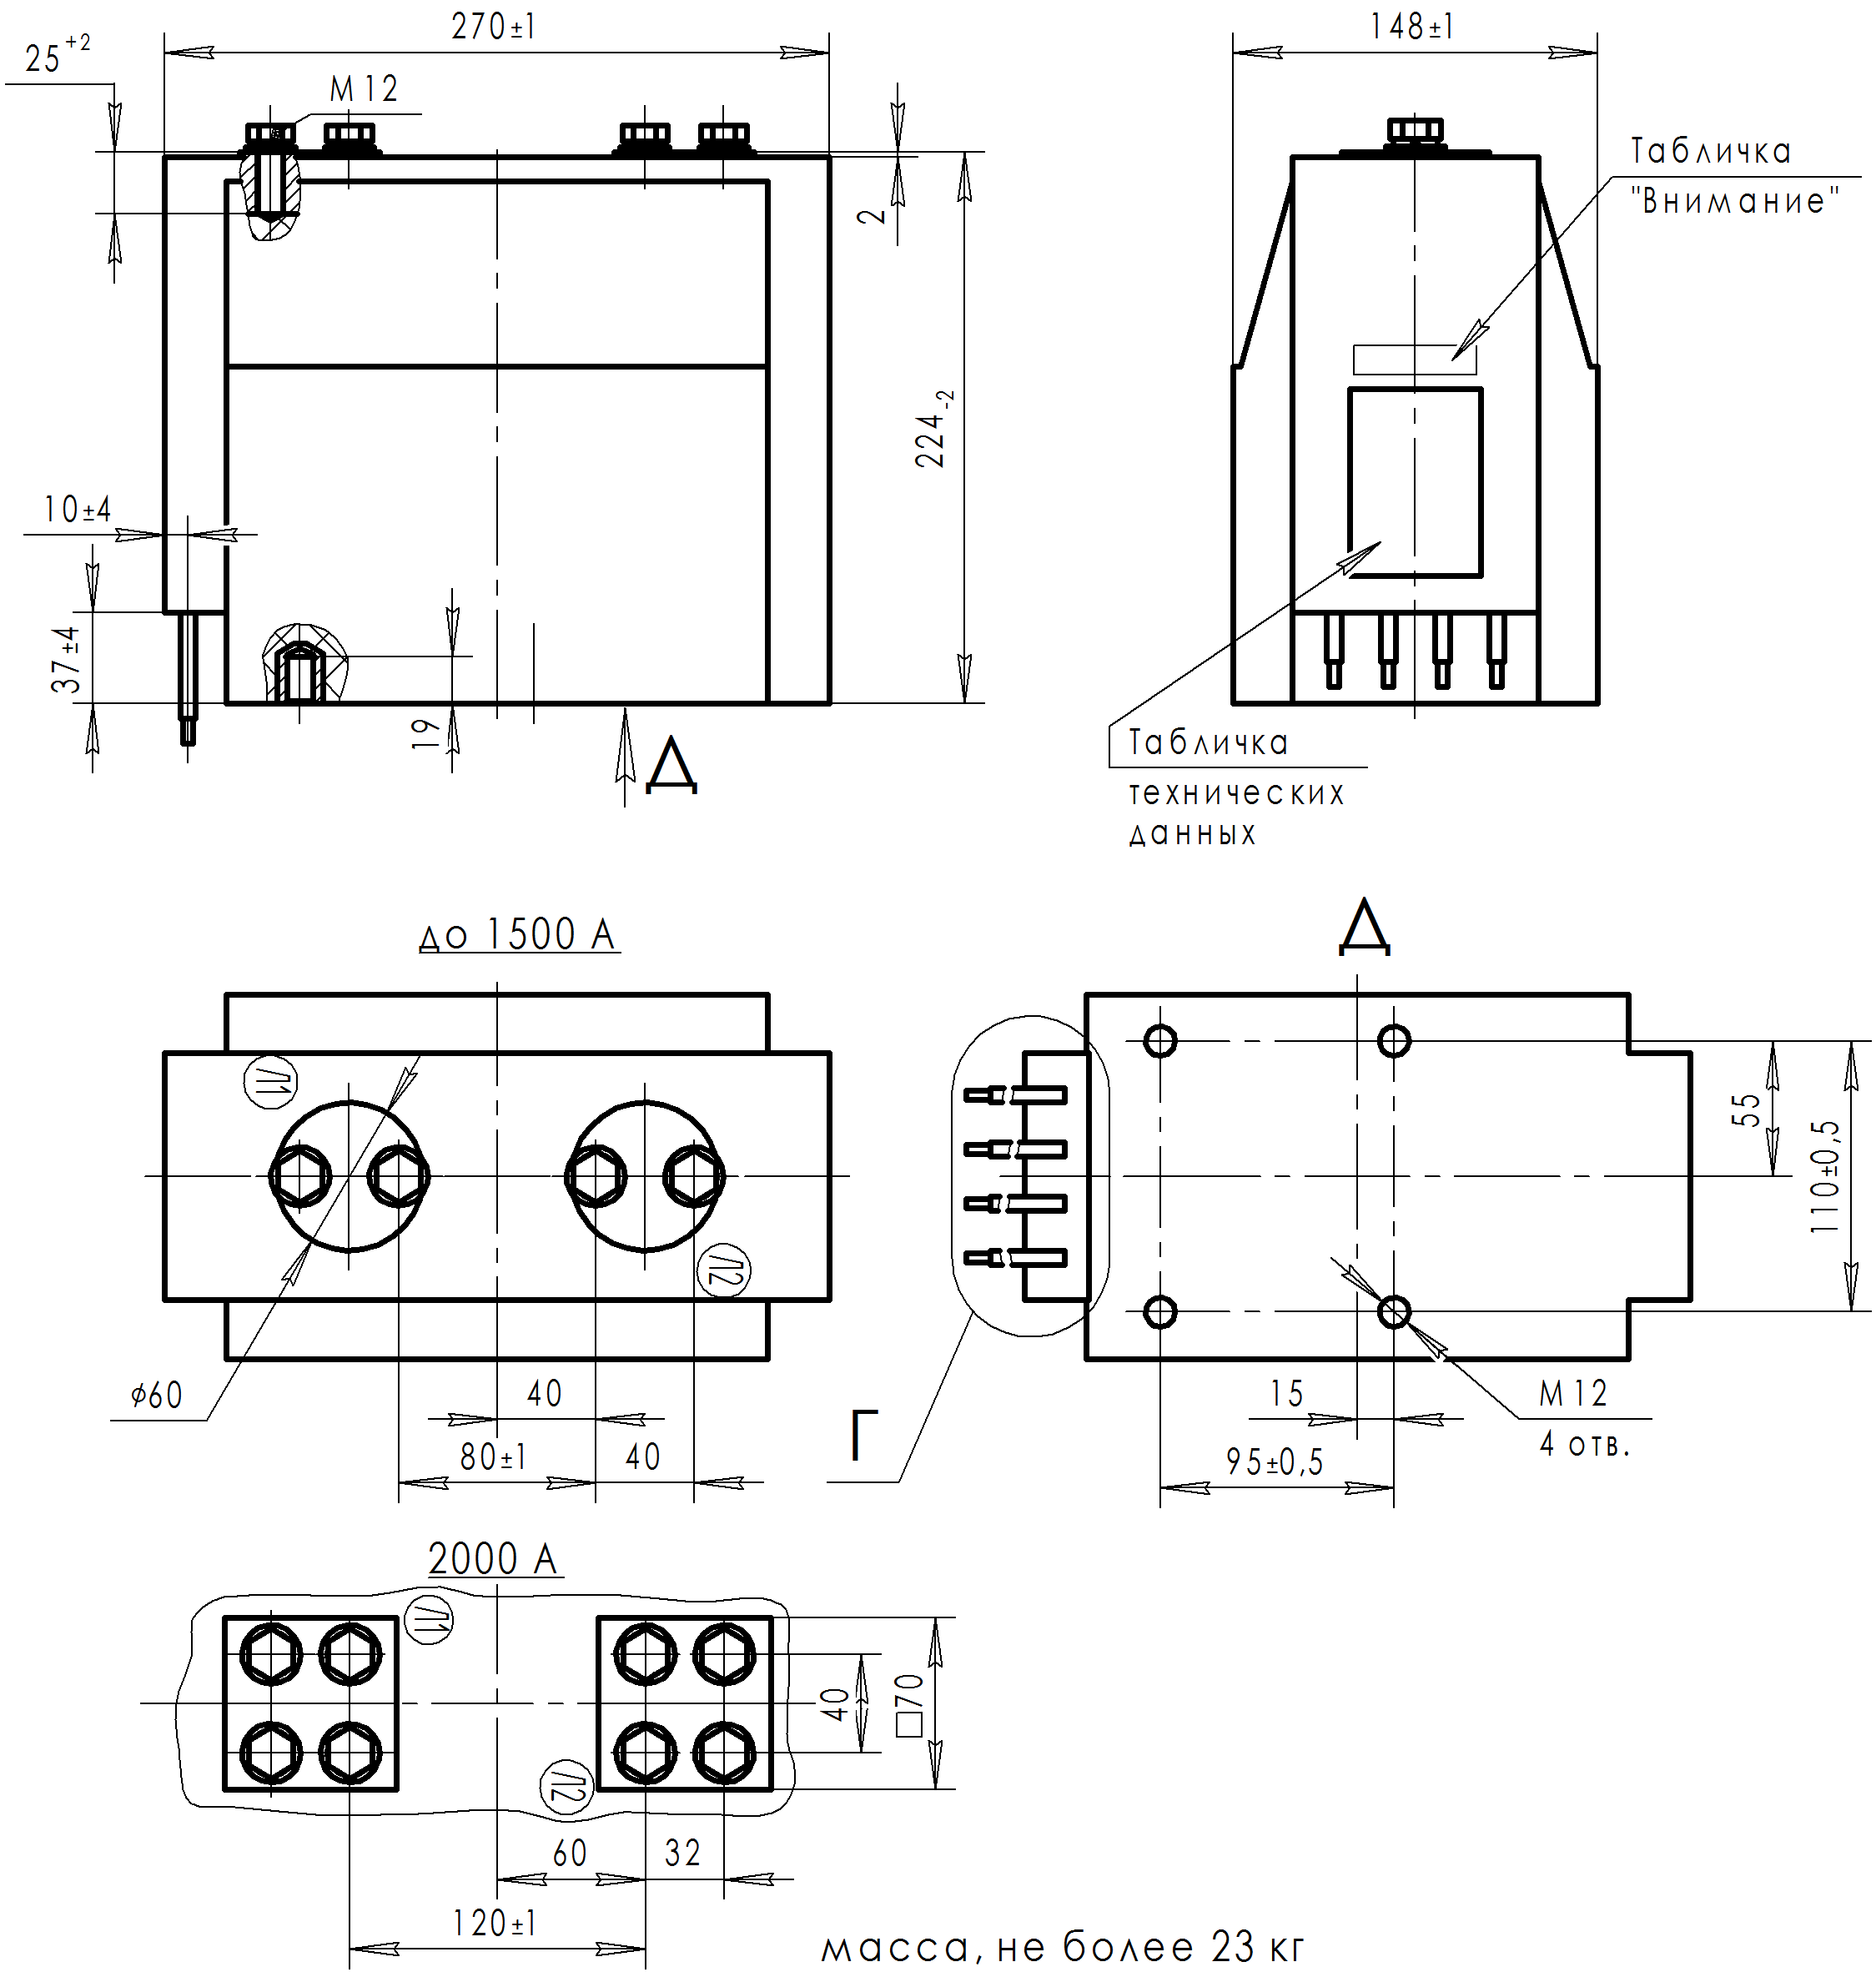 270±1
148±1
25+2
М12
Табличка
"Внимание"
2
224-2
10±4
37±4
19
Д
Табличка
технических
данных
до 1500 А
Д
Л1
Л2
55
110±0,5
⌀60
40
80±1
40
Г
15
95±0,5
М12
4 отв.
2000 А
Л1
Л2
40
□70
60
32
120±1
масса, не более 23 кг